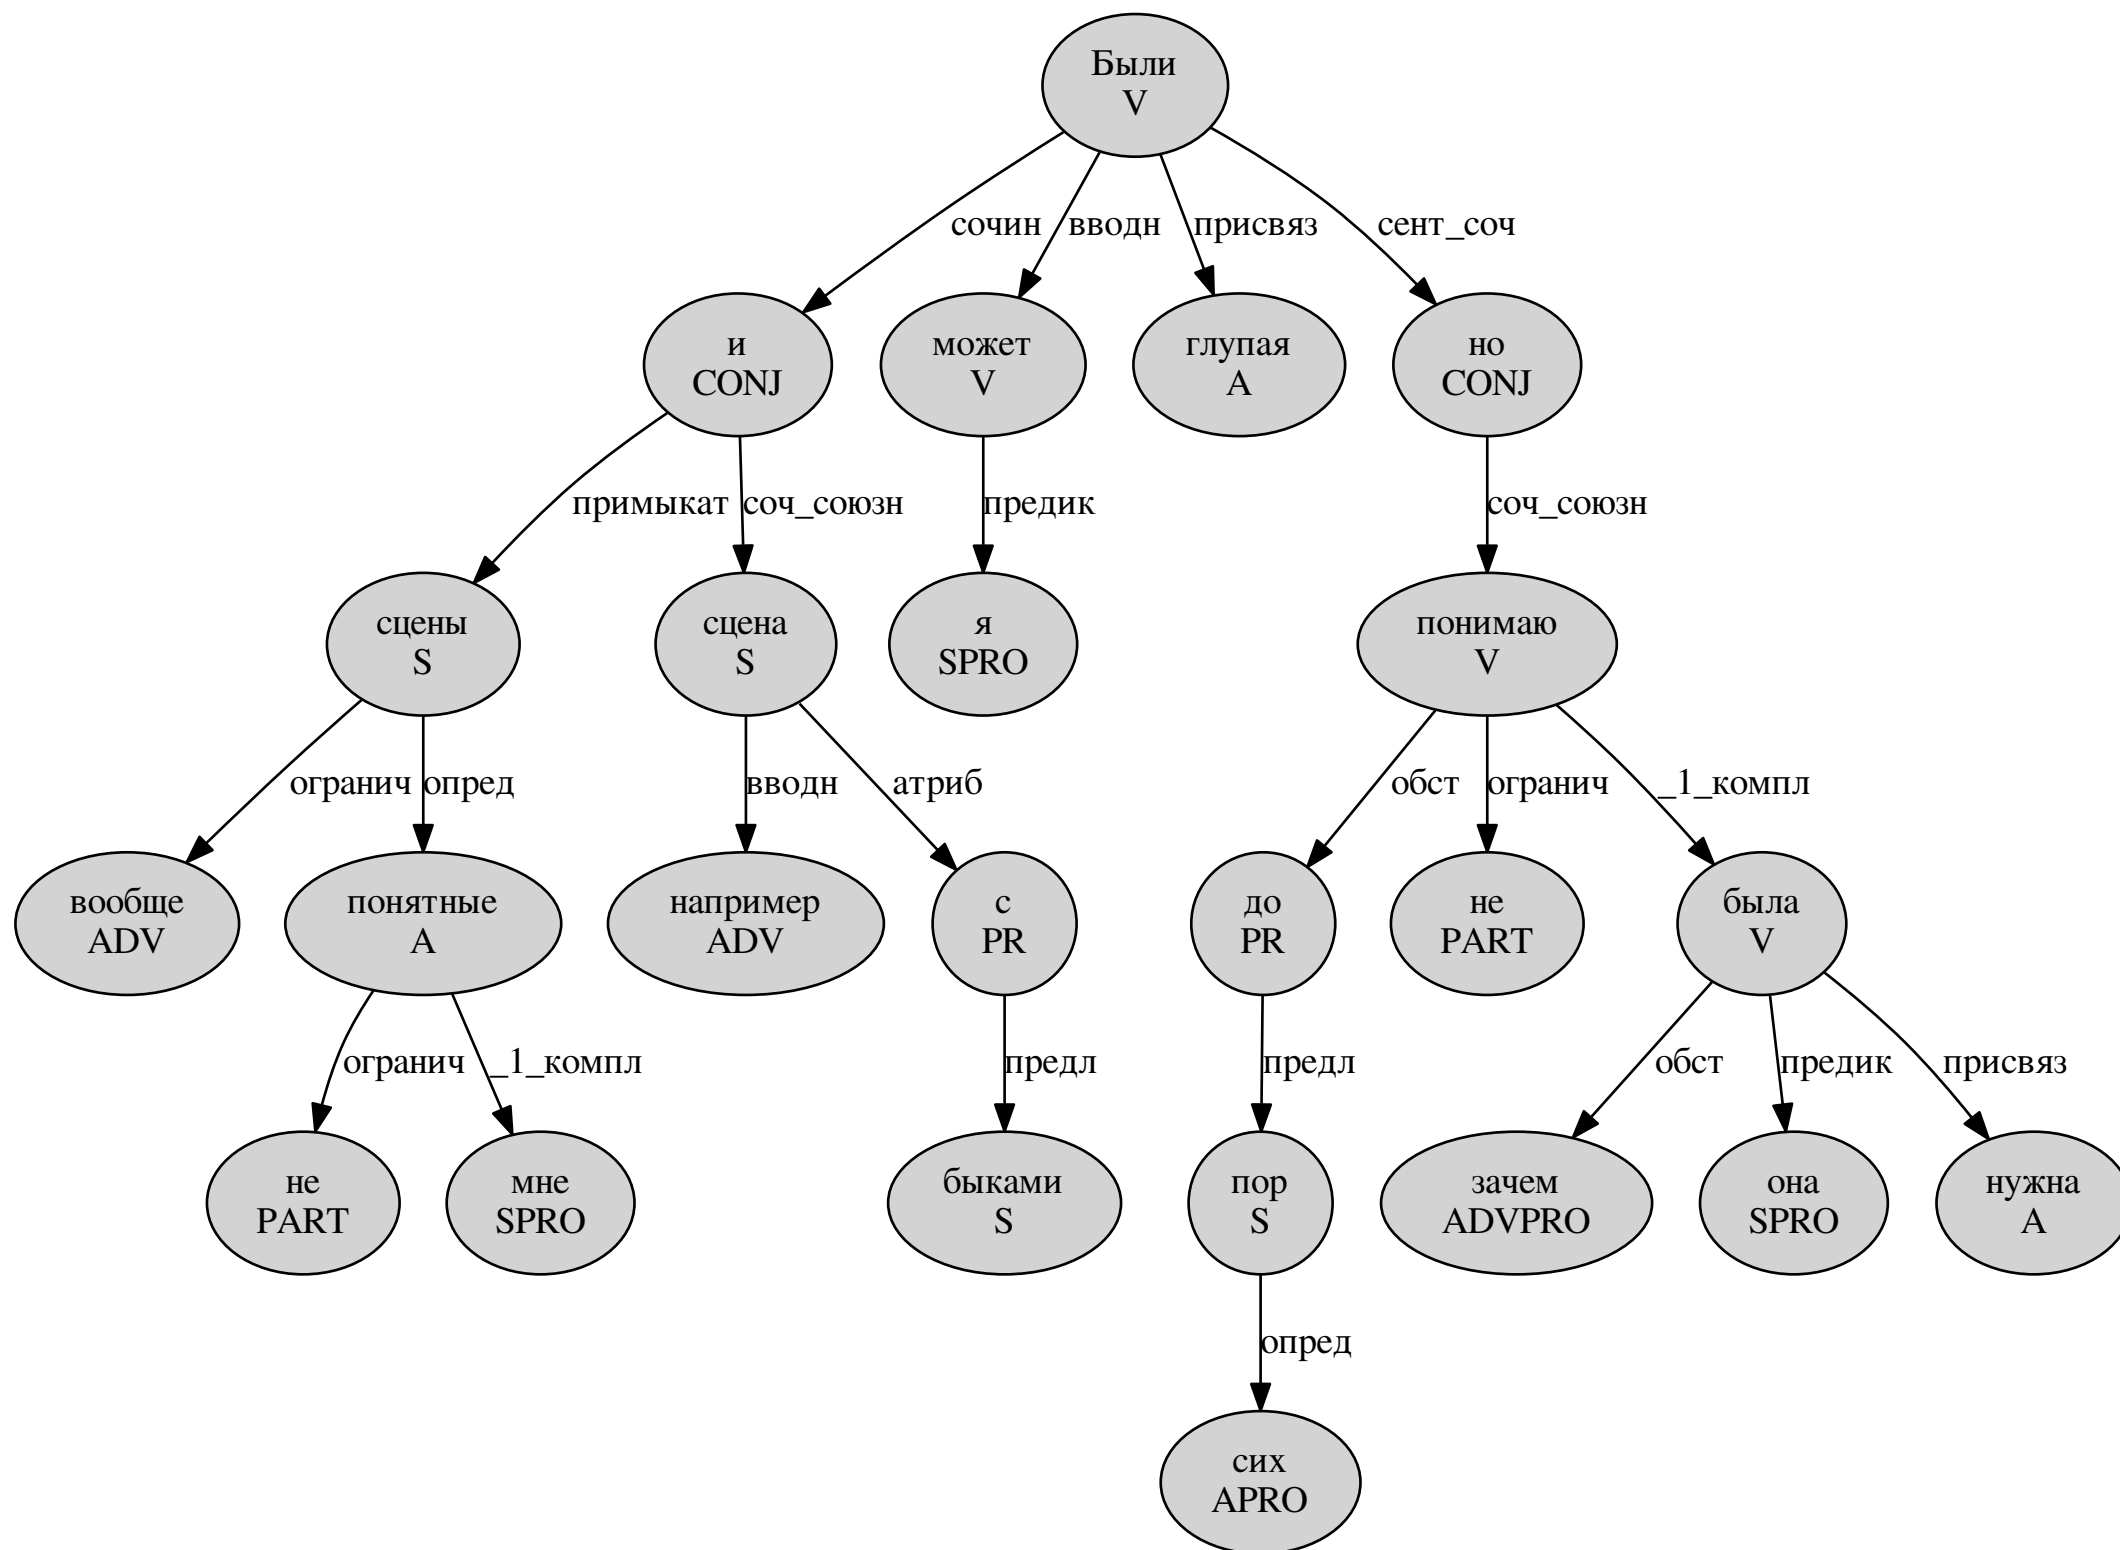 Были
V
сочин
вводн
присвяз
сент_соч
и
CONJ
может
V
глупая
A
но
CONJ
примыкат
соч_союзн
предик
соч_союзн
сцены
S
сцена
S
я
SPRO
понимаю
V
огранич
опред
вводн
атриб
обст
огранич
_1_компл
вообще
ADV
понятные
A
например
ADV
с
PR
до
PR
не
PART
была
V
огранич
_1_компл
предл
предл
обст
предик
присвяз
не
PART
мне
SPRO
быками
S
пор
S
зачем
ADVPRO
она
SPRO
нужна
A
опред
сих
APRO